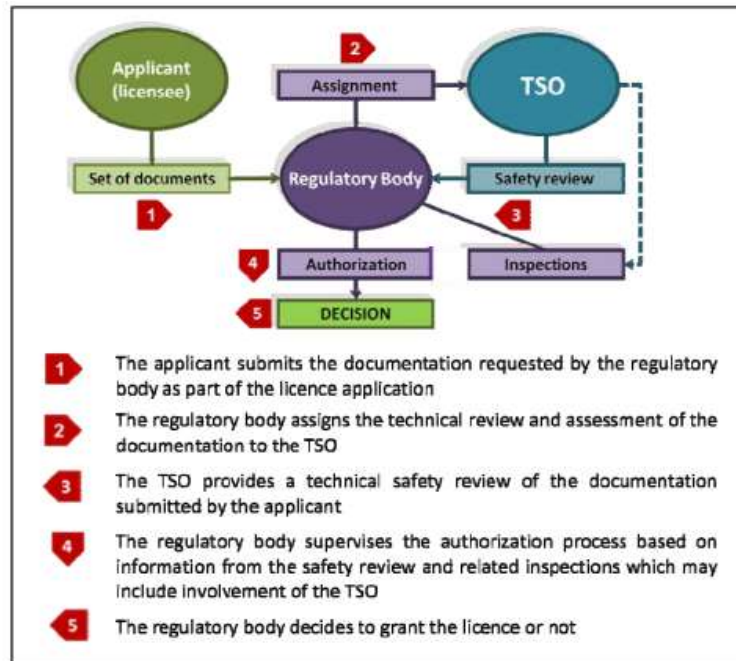 2
Applicant
(licensee)
Assignment
TSO
Set of documents
Regulatory Body
Safety review
1
3
4
Authorization
Inspections
5
DECISION
1 The applicant submits the documentation requested by the regulatory
body as part of the licence application
2 The regulatory body assigns the technical review and assessment of the
documentation to the TSO
3 The TSO provides a technical safety review of the documentation
submitted by the applicant
4 The regulatory body supervises the authorization process based on
information from the safety review and related inspections which may
include involvement of the TSO
5 The regulatory body decides to grant the licence or not